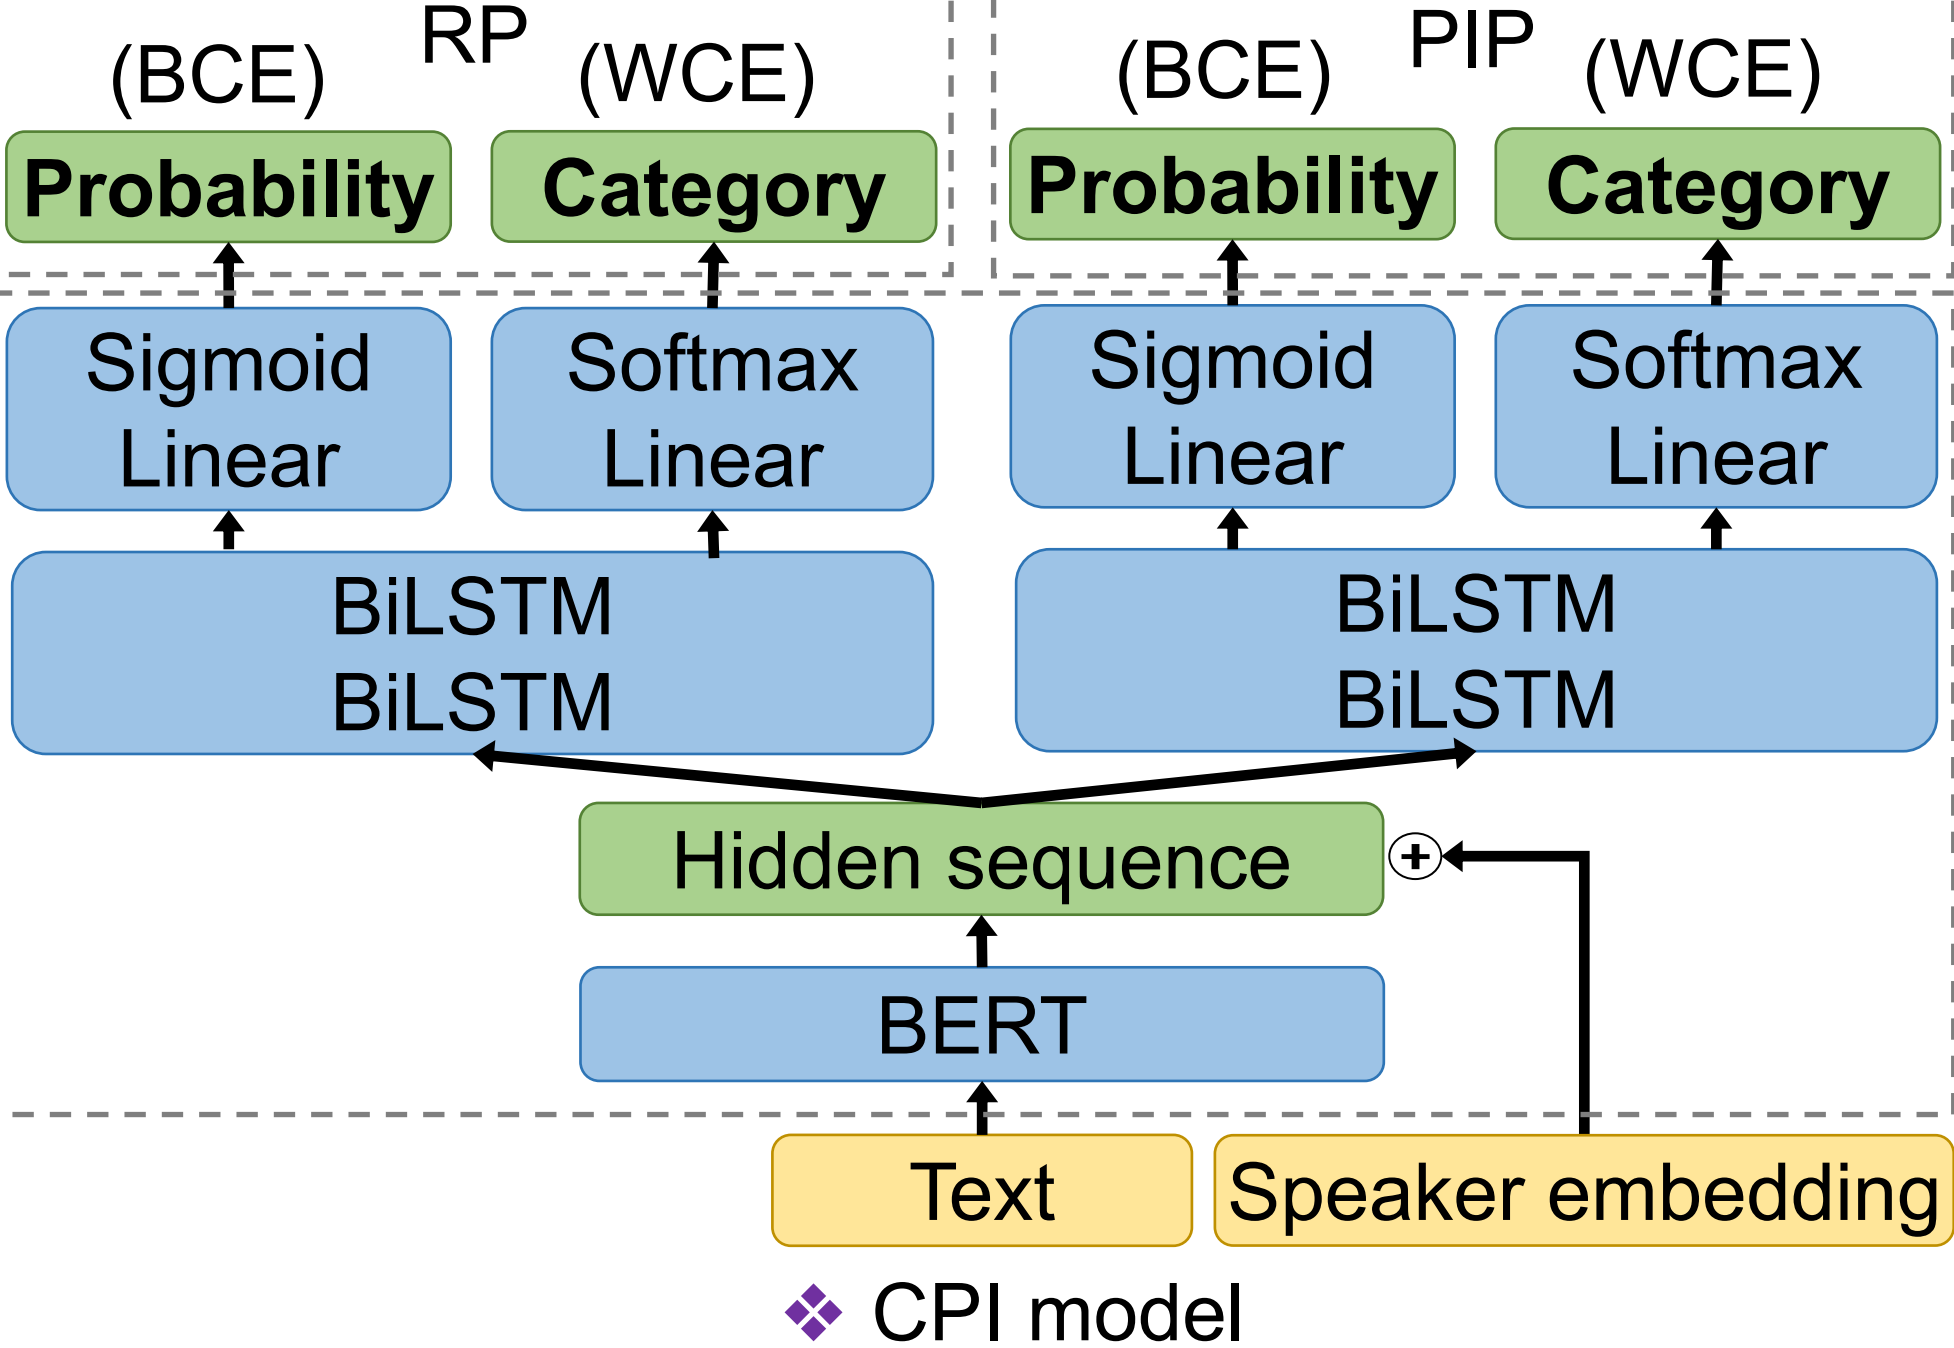 RP
PIP
(BCE)
(WCE)
(BCE)
(WCE)
Probability
Category
Probability
Category
Sigmoid
Linear
Softmax
Linear
Sigmoid
Linear
Softmax
Linear
BiLSTM
BiLSTM
BiLSTM
BiLSTM
Hidden sequence
+
BERT
Text
Speaker embedding
❖ CPI model